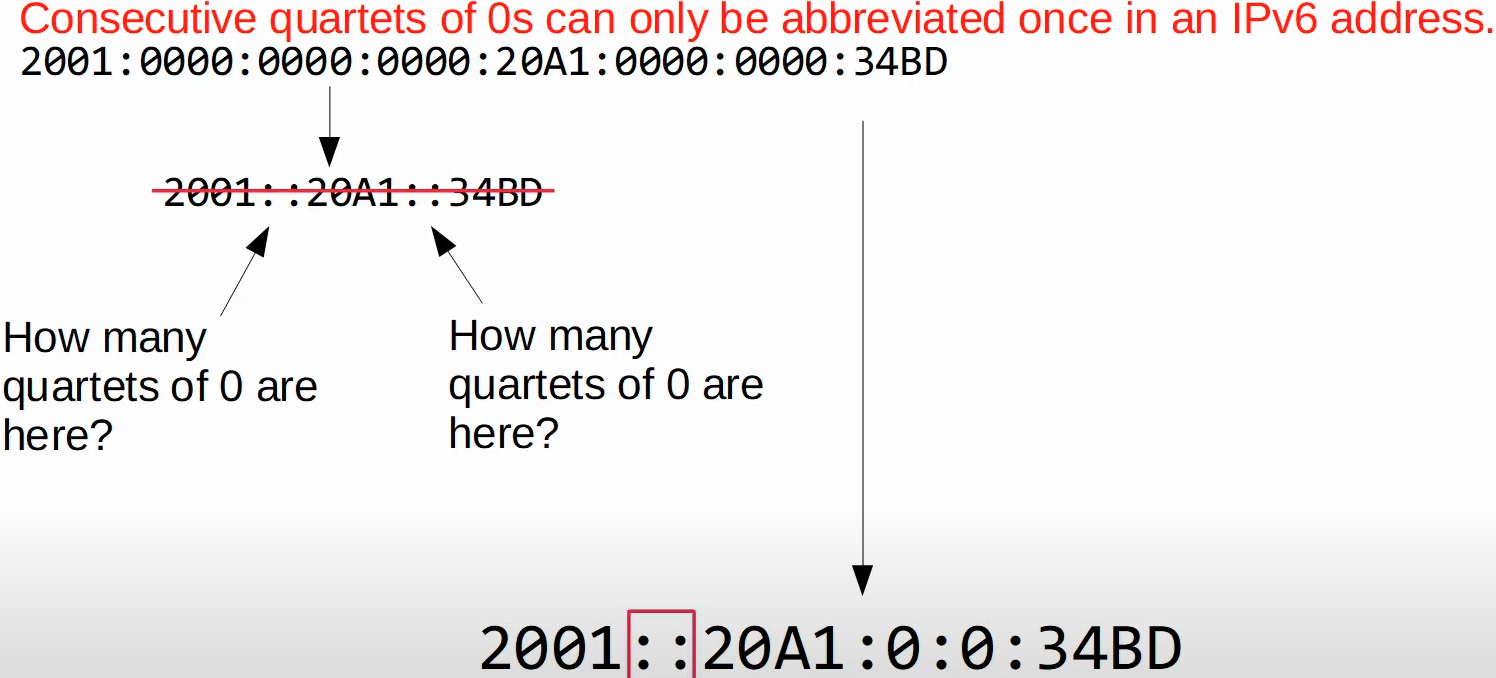 Consecutive quartets of 0s can only be abbreviated once in an IPv6 address.
2001:0000:0000:0000:20A1:0000:0000:34BD
2001::20A1::34BD
How many
quartets of 0 are
here?
How many
quartets of 0 are
here?
2001::20A1:0:0:34BD